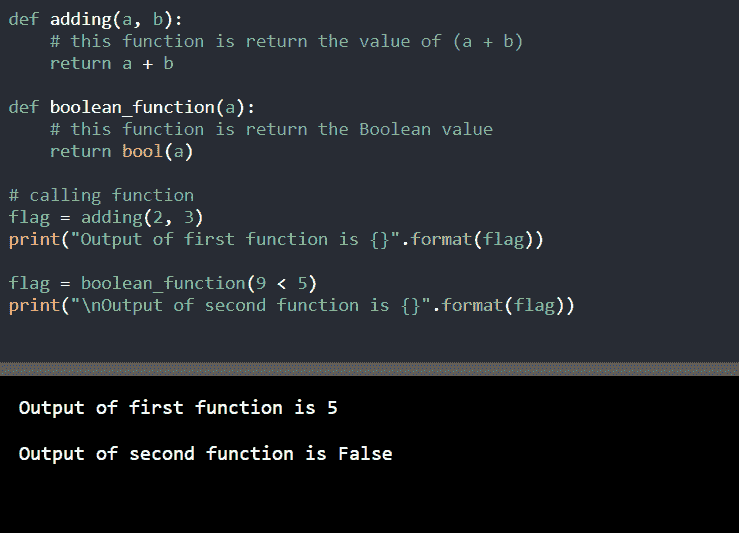 def adding(a, b):
    # this function is return the value of (a + b)
    return a + b

def boolean_function(a):
    # this function is return the Boolean value
    return bool(a)

# calling function
flag = adding(2, 3)
print("Output of first function is {}".format(flag))

flag = boolean_function(9 < 5)
print("\nOutput of second function is {}".format(flag))

Output of first function is 5

Output of second function is False